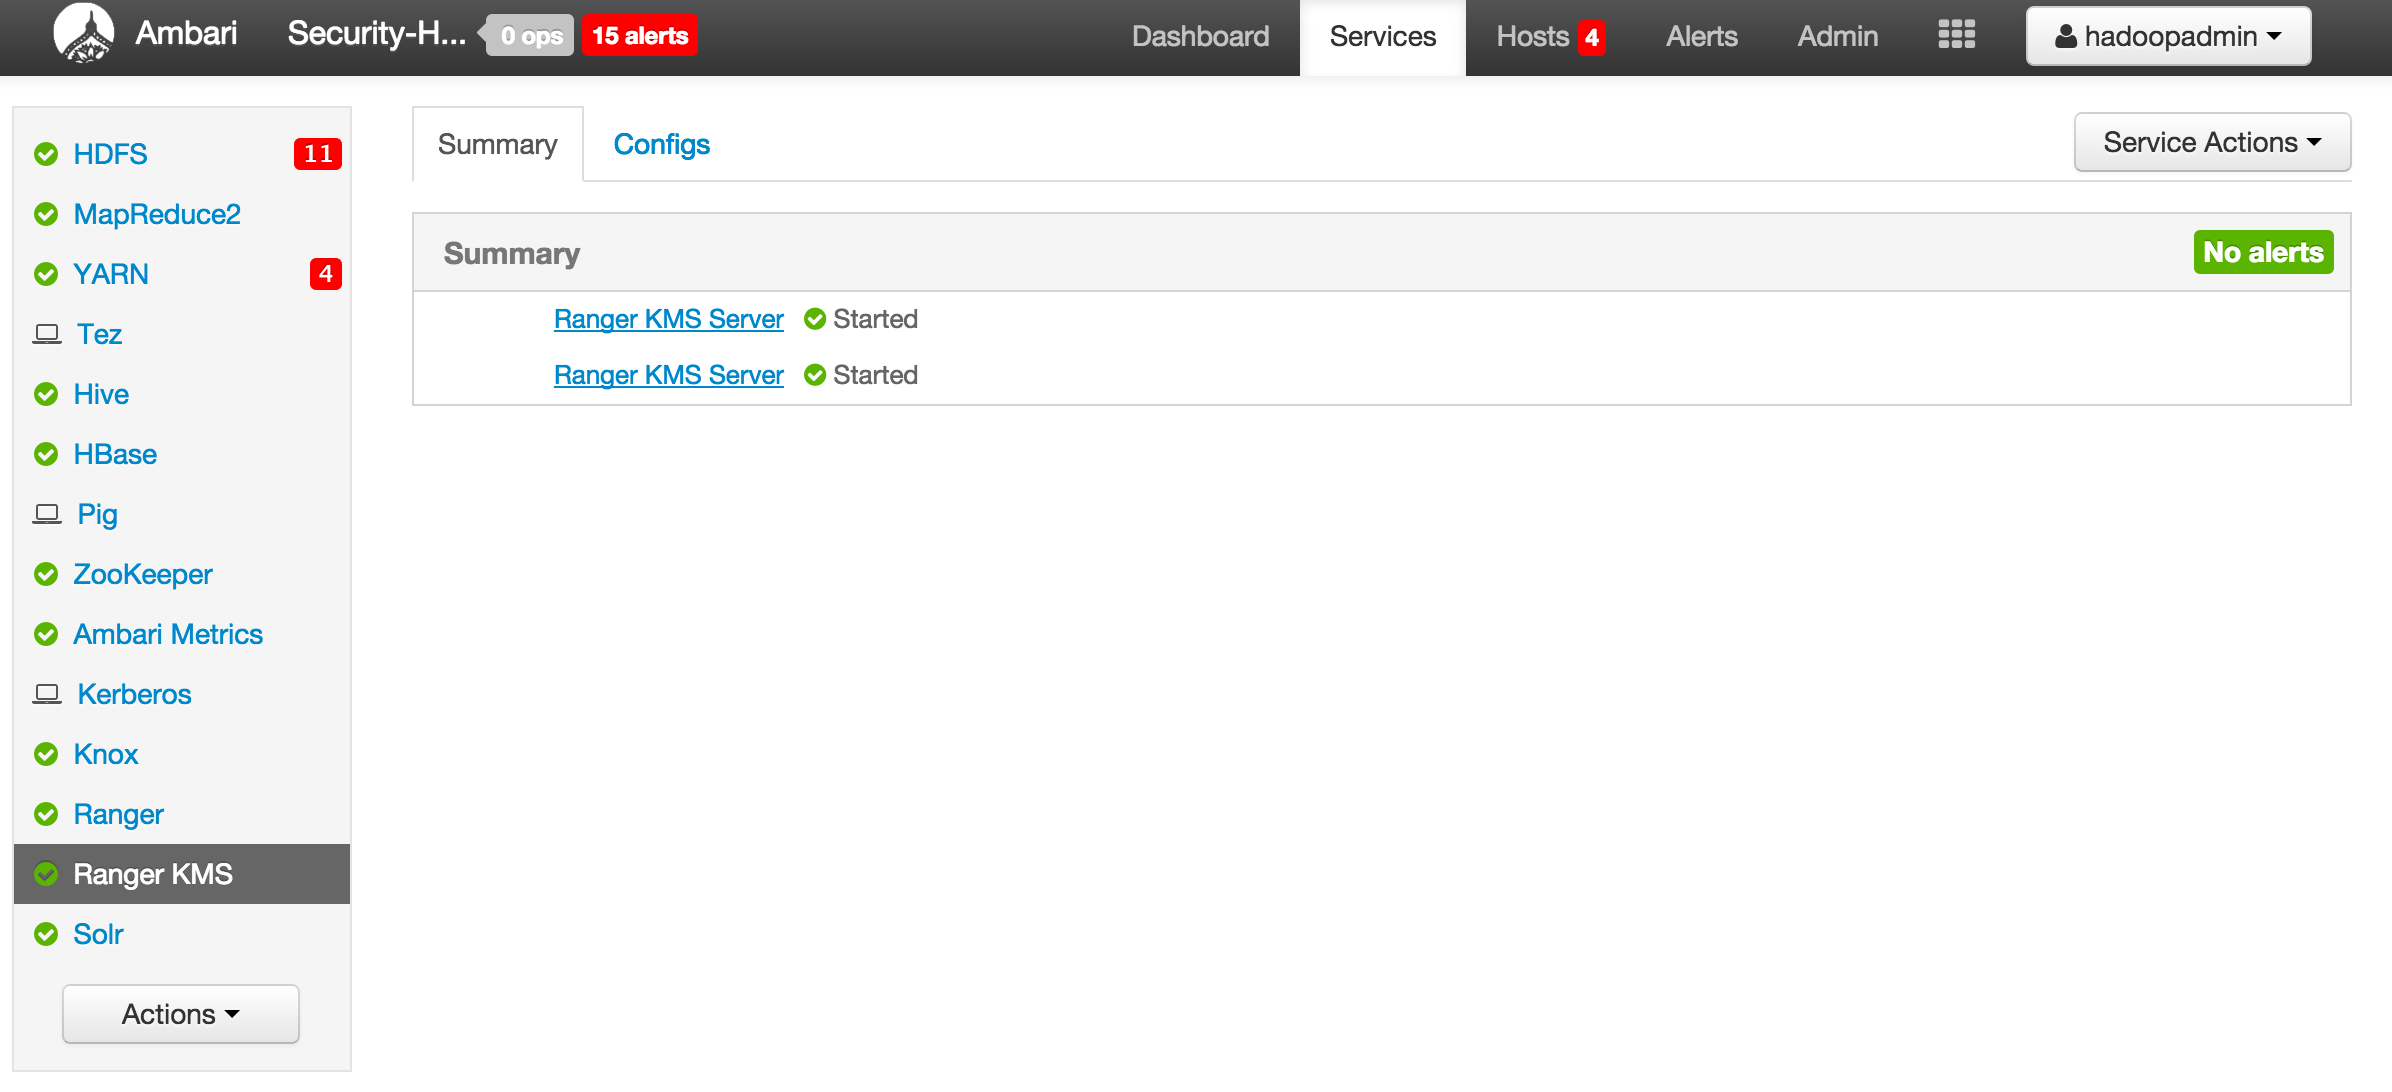 Ambari Security-H... 0 ops 15 alerts Dashboard Services Hosts 4 Alerts Admin hadoopadmin
HDFS 11
MapReduce2
YARN 4
Tez
Hive
HBase
Pig
ZooKeeper
Ambari Metrics
Kerberos
Knox
Ranger
Ranger KMS
Solr
Actions
Summary Configs Service Actions
Summary No alerts
Ranger KMS Server Started
Ranger KMS Server Started